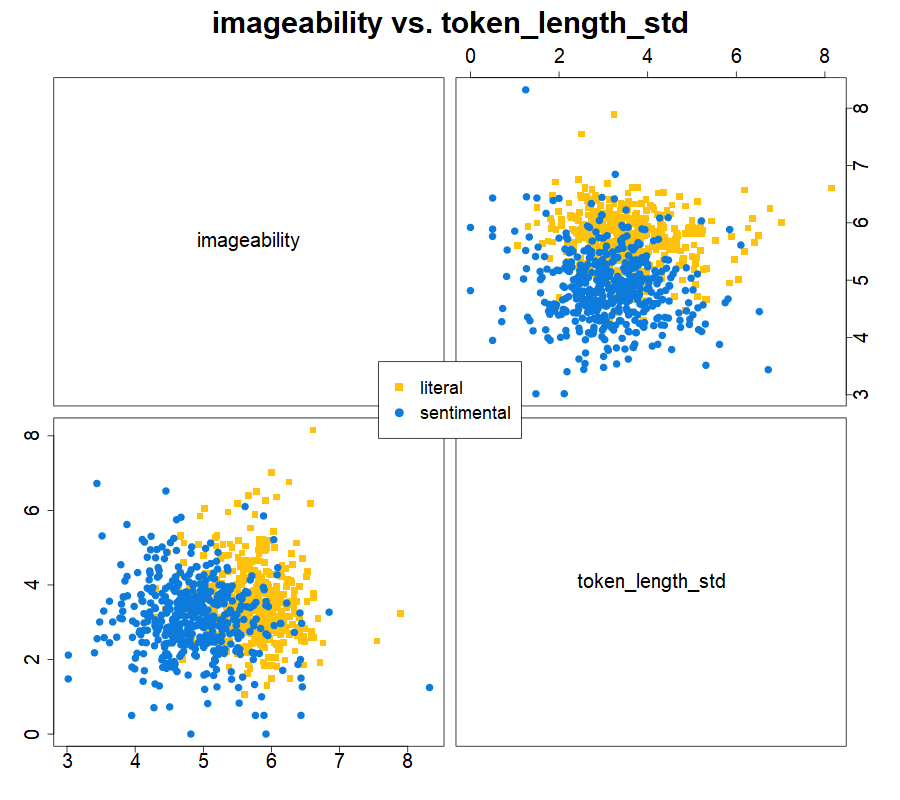 imageability vs. token_length_std
0 2 4 6 8
imageability
8
7
6
5
4
3
literal
sentimental
8
6
4
2
0
token_length_std
3 4 5 6 7 8